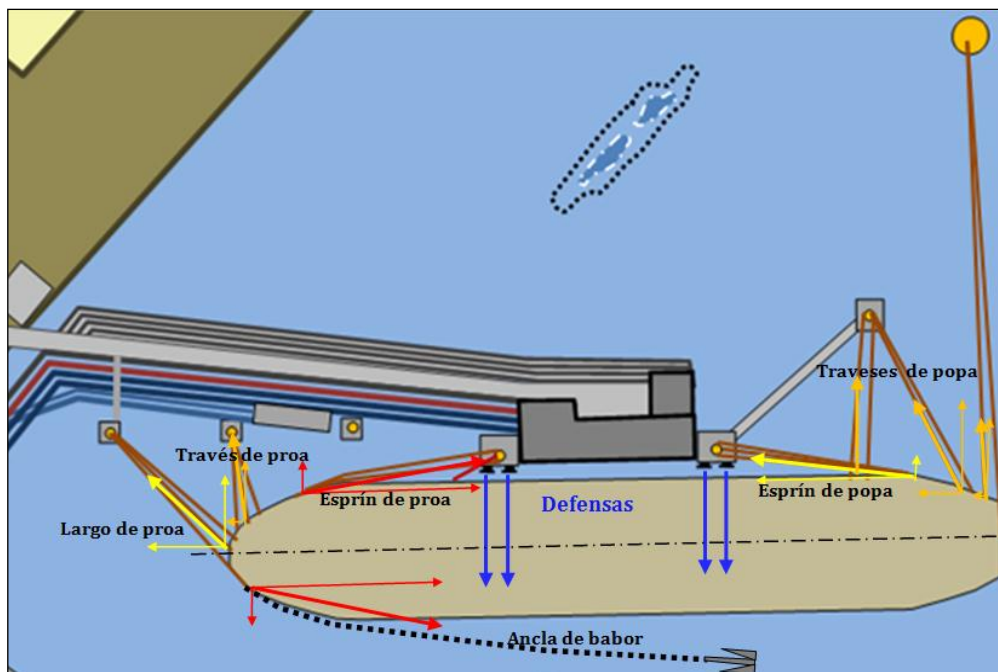 Traveses de popa
Través de proa
Esprín de proa
Esprín de popa
Defensas
Largo de proa
Ancla de babor